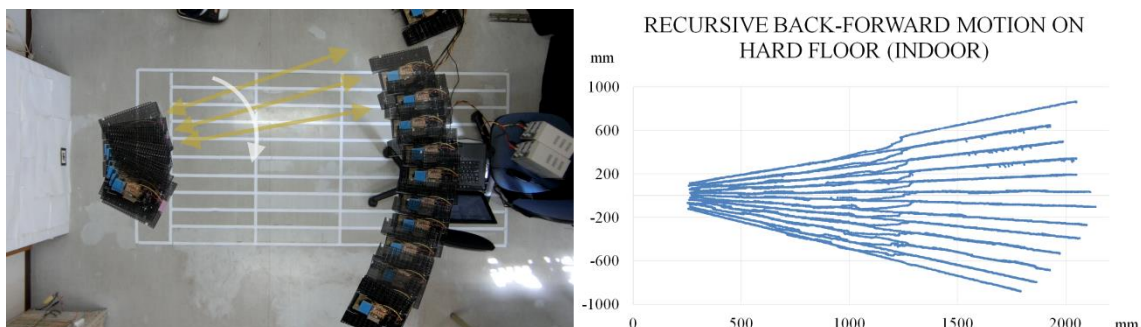 RECURSIVE BACK-FORWARD MOTION ON
HARD FLOOR (INDOOR)
mm
1000
600
200
-200
-600
-1000
0 500 1000 1500 2000 mm